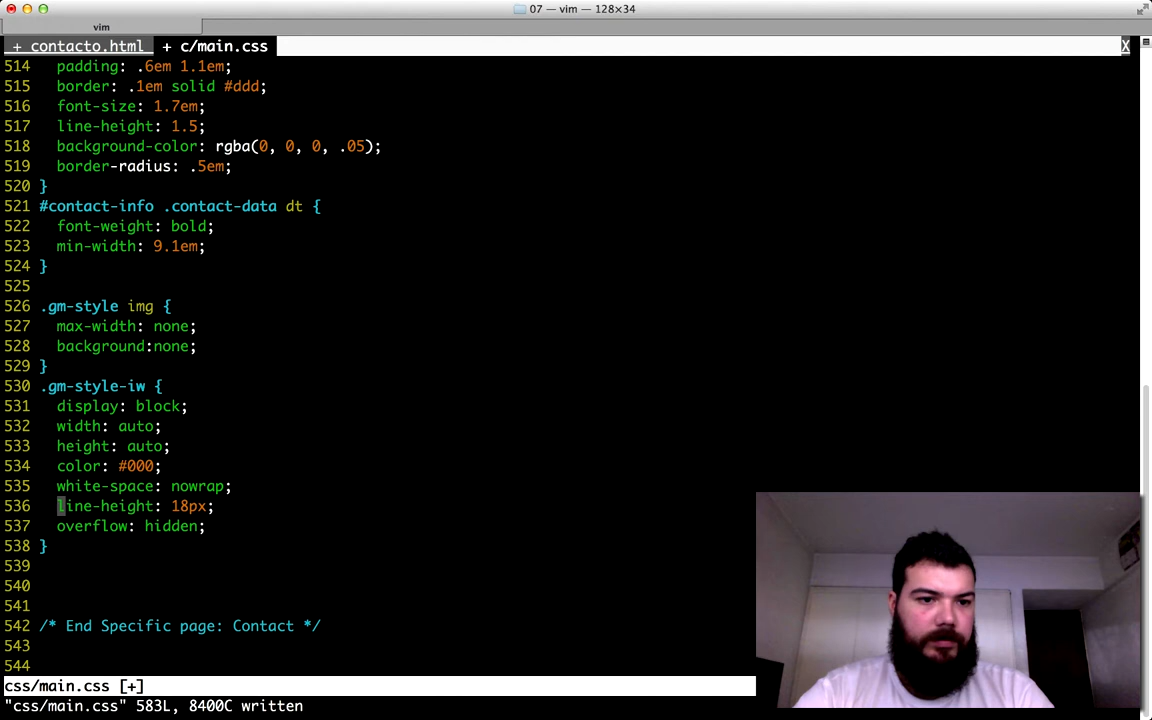 07 — vim — 128×34
vim
+ contacto.html + c/main.css X
514 padding: .6em 1.1em;
515 border: .1em solid #ddd;
516 font-size: 1.7em;
517 line-height: 1.5;
518 background-color: rgba(0, 0, 0, .05);
519 border-radius: .5em;
520 }
521 #contact-info .contact-data dt {
522 font-weight: bold;
523 min-width: 9.1em;
524 }
525
526 .gm-style img {
527 max-width: none;
528 background:none;
529 }
530 .gm-style-iw {
531 display: block;
532 width: auto;
533 height: auto;
534 color: #000;
535 white-space: nowrap;
536 line-height: 18px;
537 overflow: hidden;
538 }
539
540
541
542 /* End Specific page: Contact */
543
544
css/main.css [+]
"css/main.css" 583L, 8400C written